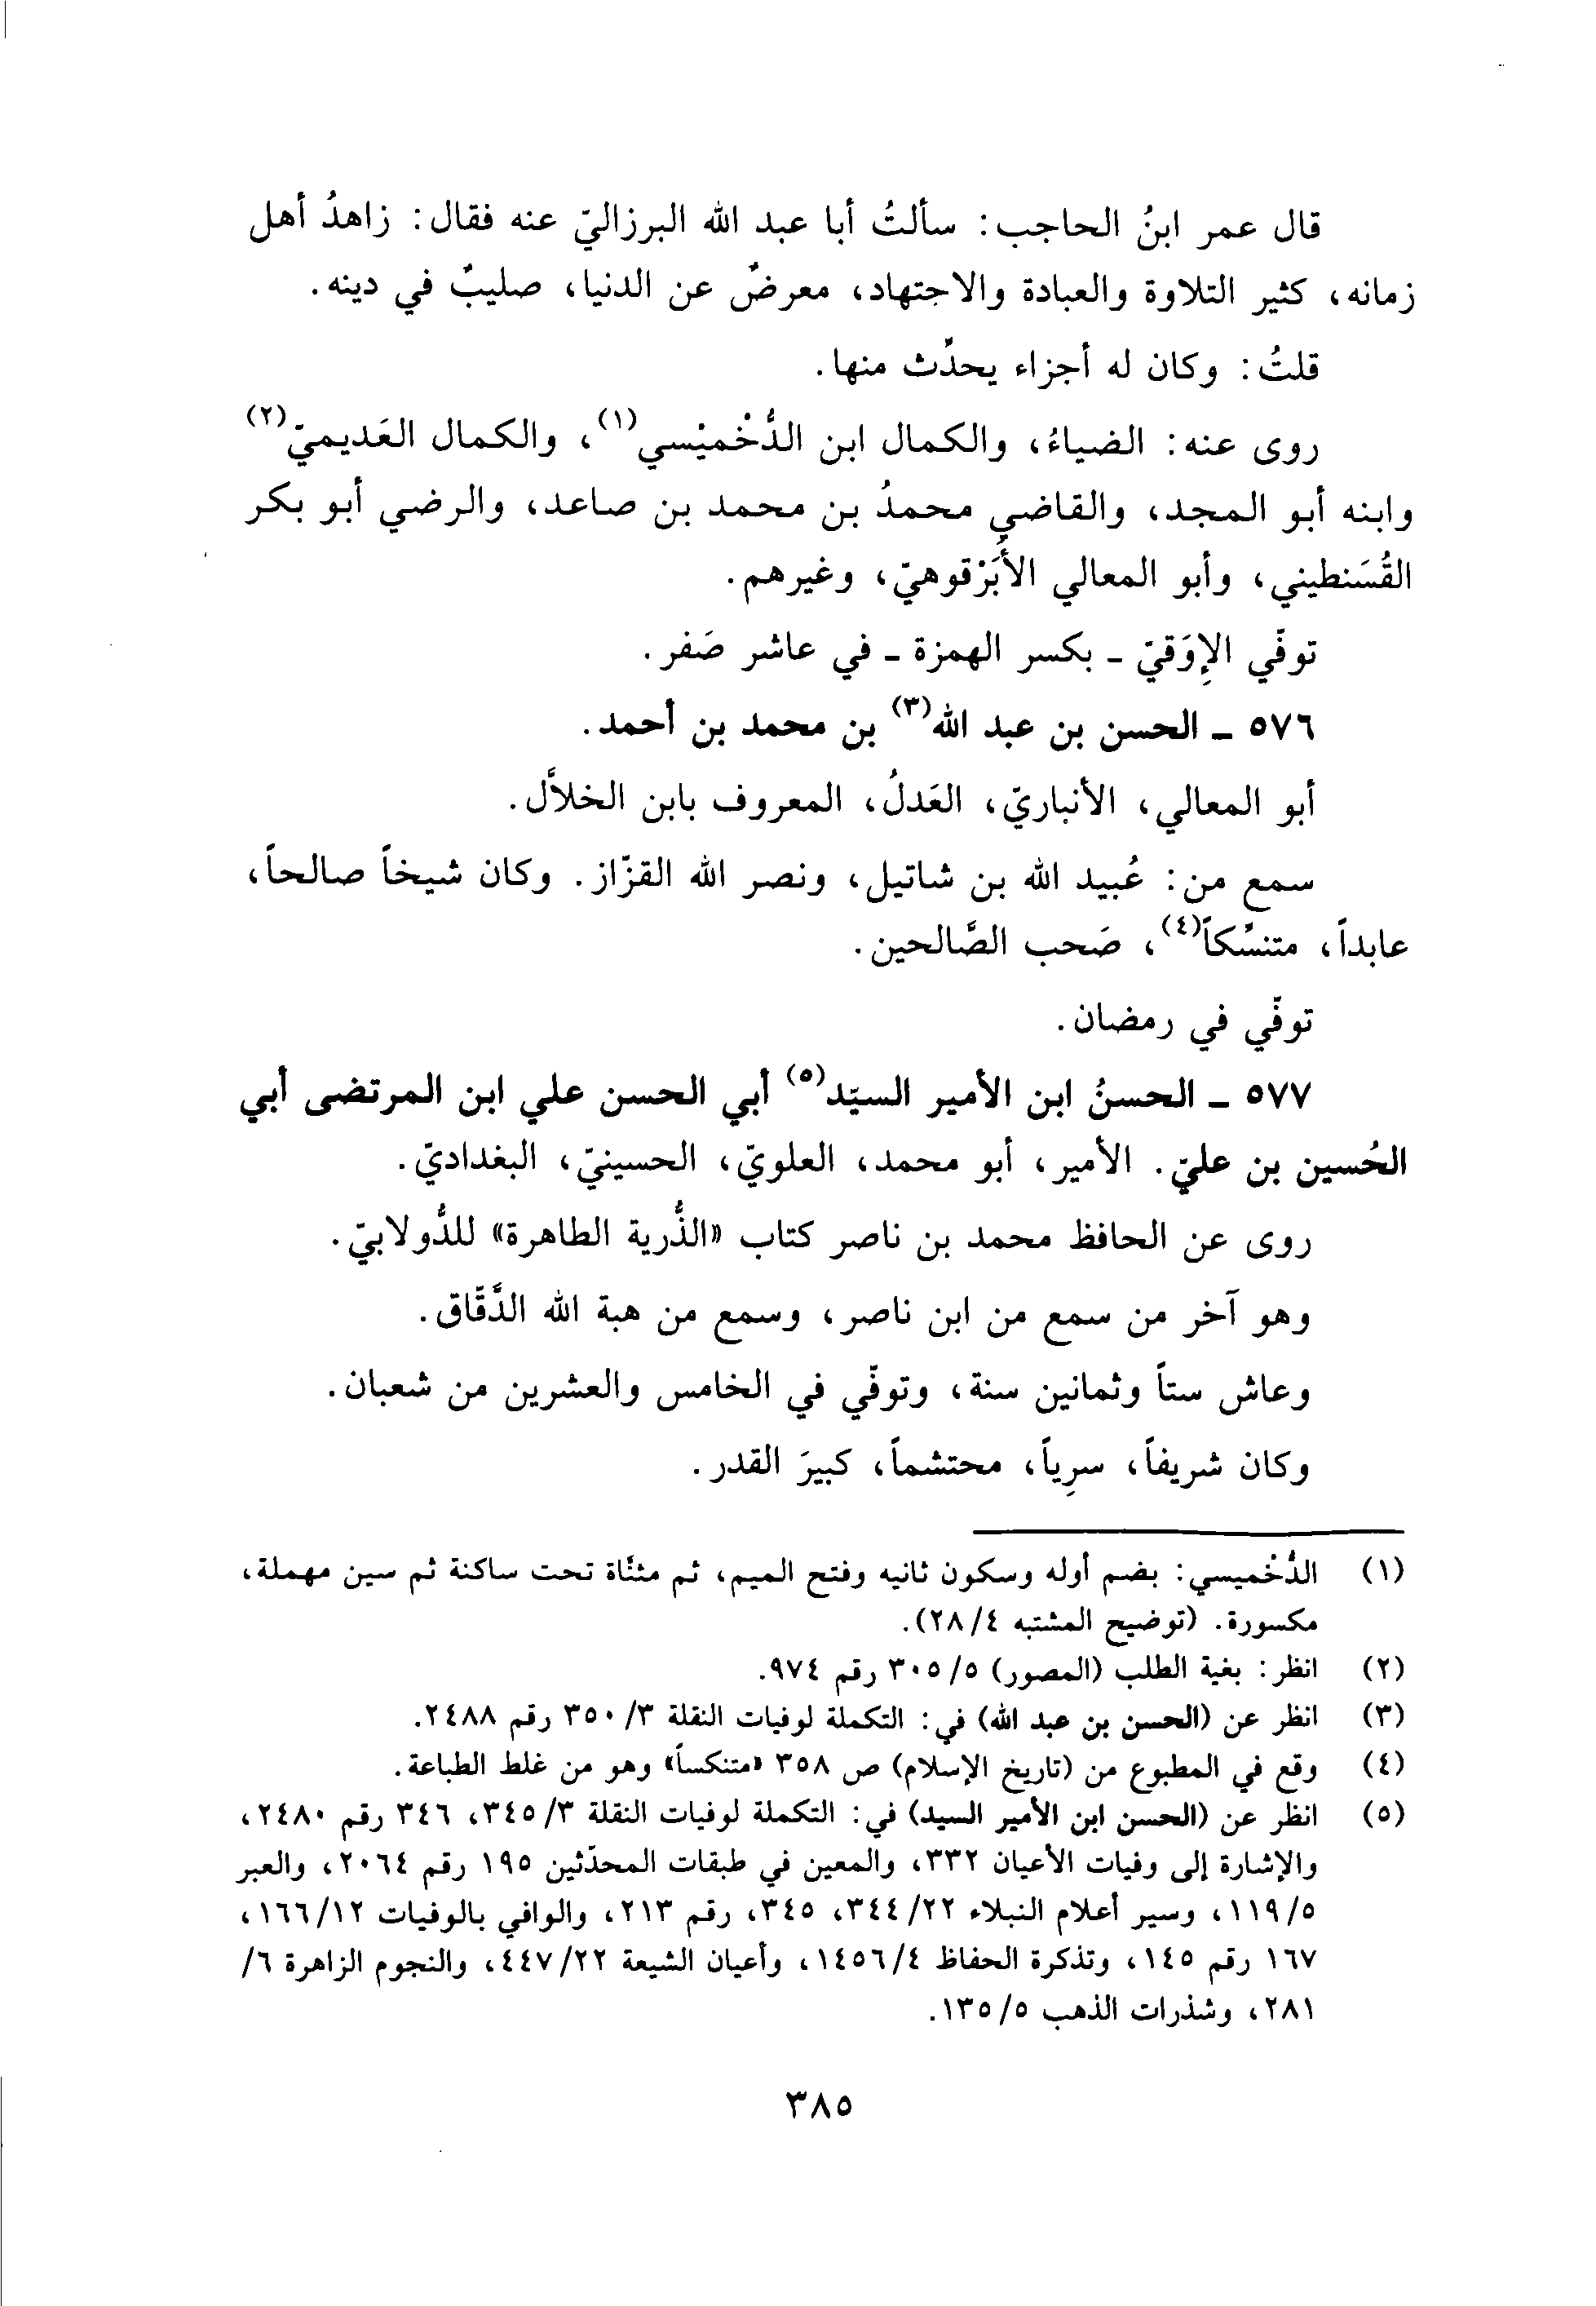 قال عمر ابنُ الحاجب: سألتُ أبا عبد الله البرزاليّ عنه فقال: زاهدُ أهل
زمانه، كثير التلاوة والعبادة والاجتهاد، معرضٌ عن الدنيا، صليبٌ في دينه.
قلتُ: وكان له أجزاء يحدِّث منها.
روى عنه: الضياءُ، والكمال ابن الدُّخْميْسي(١)، والكمال العَديميّ(٢)
وابنه أبو المجد، والقاضي محمدُ بن محمد بن صاعد، والرضي أبو بكر
القُسَنطيني، وأبو المعالي الأَبَرْقوهيّ، وغيرهم.
توفّي الإِوَقيّ - بكسر الهمزة - في عاشر صَفر.
٥٧٦ - الحسن بن عبد الله(٣) بن محمد بن أحمد.
أبو المعالي، الأنباريّ، العَدلُ، المعروف بابن الخلاَّل.
سمع من: عُبيد الله بن شاتيل، ونصر الله القزّاز. وكان شيخاً صالحاً،
عابداً، متنسِّكاً(٤)، صَحب الصَّالحين.
توفّي في رمضان.
٥٧٧ - الحسنُ ابن الأمير السيّد(٥) أبي الحسن علي ابن المرتضى أبي
الحُسين بن عليّ. الأمير، أبو محمد، العلويّ، الحسينيّ، البغداديّ.
روى عن الحافظ محمد بن ناصر كتاب «الذُّرية الطاهرة» للدُّولابيّ.
وهو آخر من سمع من ابن ناصر، وسمع من هبة الله الدَّقّاق.
وعاش ستاً وثمانين سنة، وتوفّي في الخامس والعشرين من شعبان.
وكان شريفاً، سرِياً، محتشماً، كبيرَ القدر.
(١) الدُّخْميسي: بضم أوله وسكون ثانيه وفتح الميم، ثم مثنّاة تحت ساكنة ثم سين مهملة،
مكسورة. (توضيح المشتبه ٤/٢٨).
(٢) انظر: بغية الطلب (المصور) ٥/٣٠٥ رقم ٩٧٤.
(٣) انظر عن (الحسن بن عبد الله) في: التكملة لوفيات النقلة ٣/٣٥٠ رقم ٢٤٨٨.
(٤) وقع في المطبوع من (تاريخ الإسلام) ص ٣٥٨ «متنكساً» وهو من غلط الطباعة.
(٥) انظر عن (الحسن ابن الأمير السيد) في: التكملة لوفيات النقلة ٣/٣٤٥، ٣٤٦ رقم ٢٤٨٠،
والإشارة إلى وفيات الأعيان ٣٣٢، والمعين في طبقات المحدّثين ١٩٥ رقم ٢٠٦٤، والعبر
٥/١١٩، وسير أعلام النبلاء ٢٢/٣٤٤، ٣٤٥، رقم ٢١٣، والوافي بالوفيات ١٢/١٦٦،
١٦٧ رقم ١٤٥، وتذكرة الحفاظ ٤/١٤٥٦، وأعيان الشيعة ٢٢/٤٤٧، والنجوم الزاهرة ٦/
٢٨١، وشذرات الذهب ٥/١٣٥.
٣٨٥